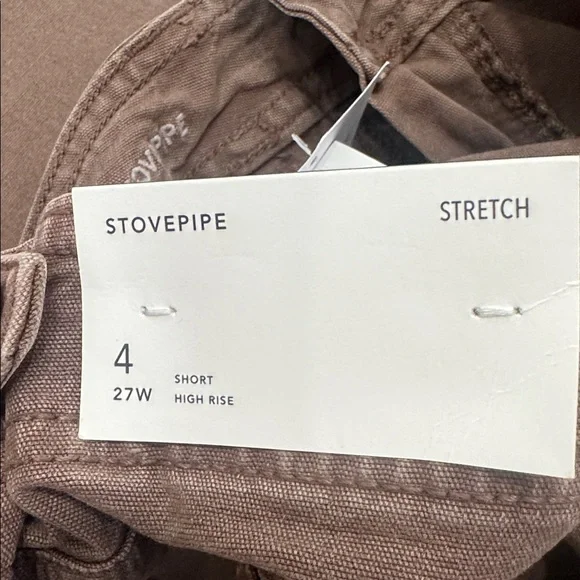 STOVEPIPE
STRETCH
4
27W
SHORT
HIGH RISE